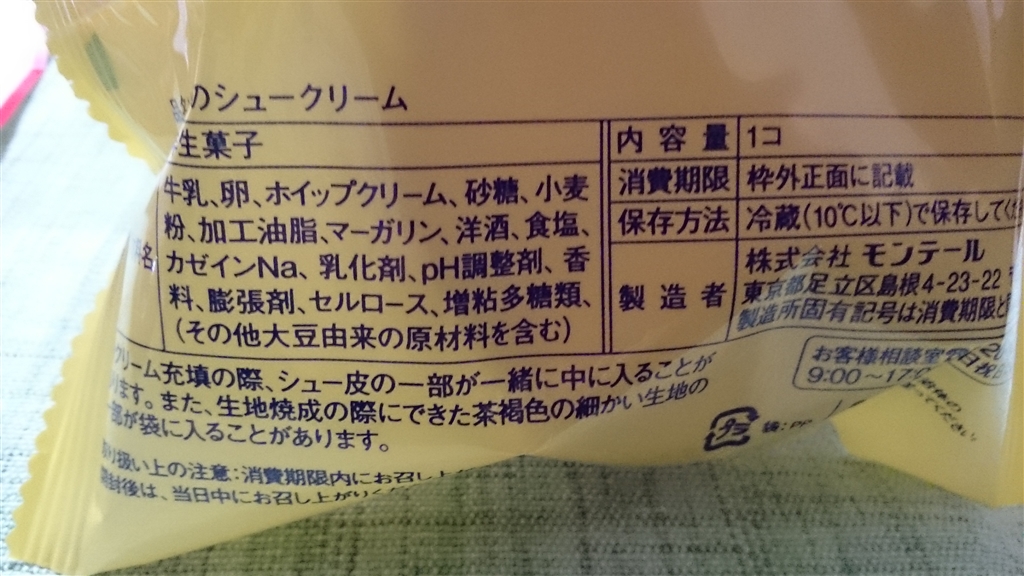 のシュークリーム
生菓子
名
牛乳、卵、ホイップクリーム、砂糖、小麦
粉、加工油脂、マーガリン、洋酒、食塩、
カゼインNa、乳化剤、pH調整剤、香
料、膨張剤、セルロース、増粘多糖類、
(その他大豆由来の原材料を含む)
内容量 1コ
消費期限 枠外正面に記載
保存方法 冷蔵(10℃以下)で保存して
製造者 株式会社 モンテール
東京都足立区島根4-23-22
製造所固有記号は消費期限と
クリーム充填の際、シュー皮の一部が一緒に中に入ることが
ります。また、生地焼成の際にできた茶褐色の細かい生地の
部が袋に入ることがあります。
り扱い上の注意:消費期限内にお召し上
封後は、当日中にお召し上がりく
お客様相談室
9:00~17:0
プラ
袋:PP